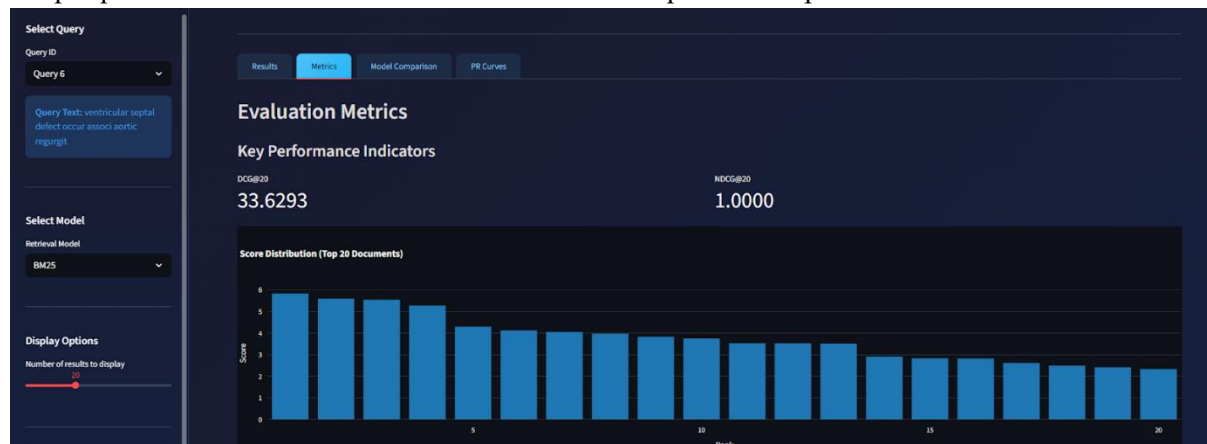 Select Query
Query ID
Query 6
Query Text: ventricular septal
defect occur associ aortic
regurgit
Select Model
Retrieval Model
BM25
Display Options
Number of results to display
20
Results Metrics Model Comparison PR Curves
Evaluation Metrics
Key Performance Indicators
DCG@20 NDCG@20
33.6293 1.0000
Score Distribution (Top 20 Documents)
6
5
4
3
2
1
0
Score
5 10 15 20